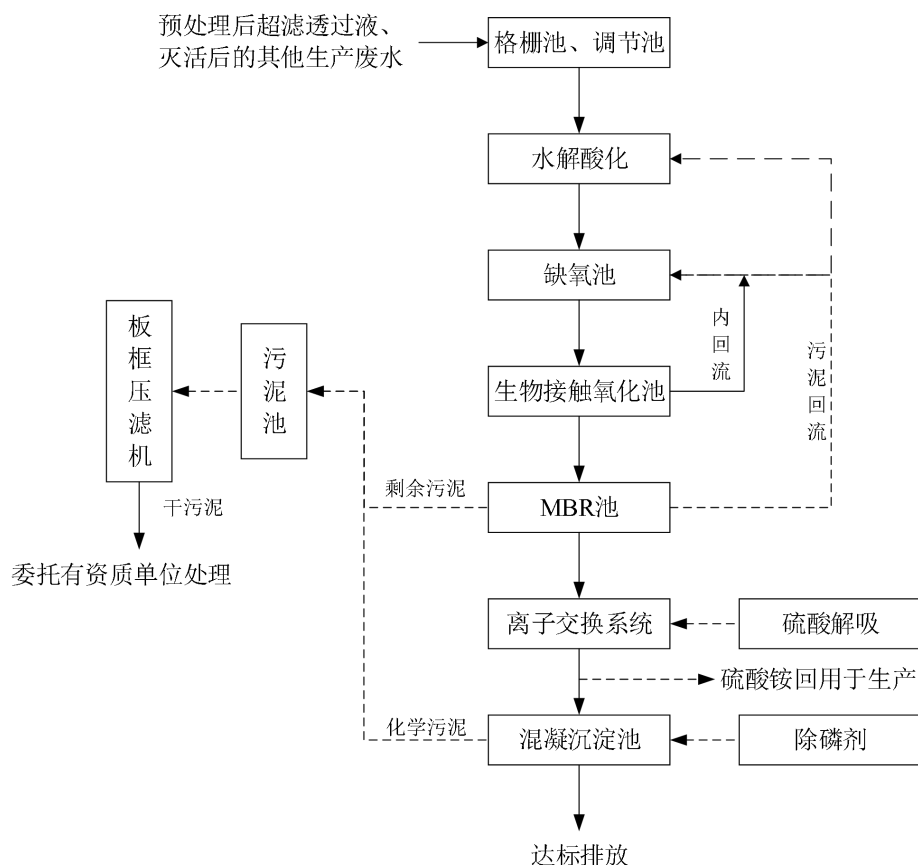 预处理后超滤透过液、
灭活后的其他生产废水
格栅池、调节池
水解酸化
缺氧池
内回流
污泥回流
板框压滤机
污泥池
生物接触氧化池
剩余污泥
MBR池
干污泥
委托有资质单位处理
离子交换系统
硫酸解吸
硫酸铵回用于生产
化学污泥
混凝沉淀池
除磷剂
达标排放